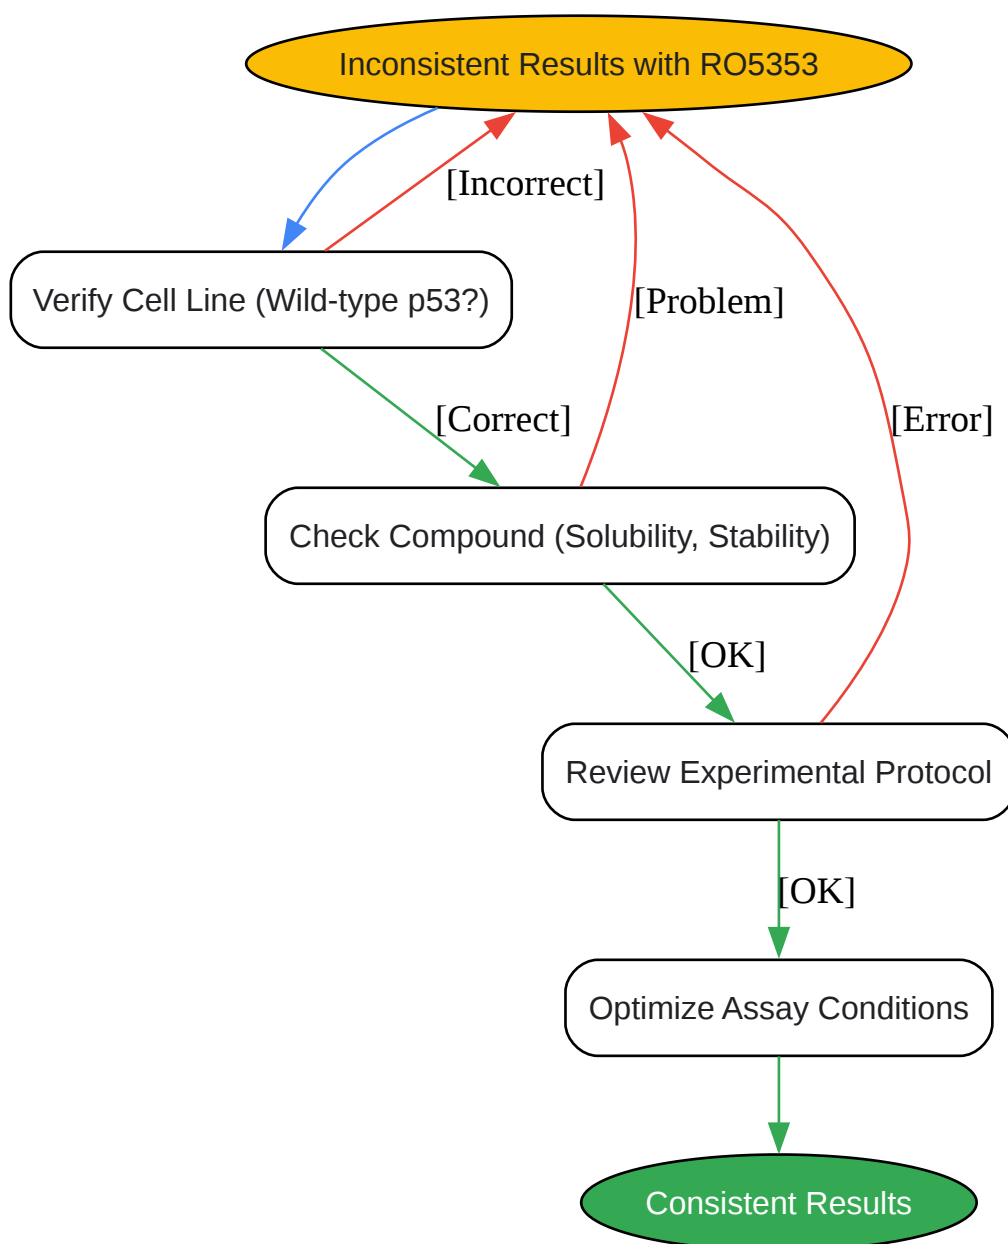 Inconsistent Results with RO5353
[Incorrect]
Verify Cell Line (Wild-type p53?)
[Problem]
[Correct]
[Error]
Check Compound (Solubility, Stability)
[OK]
Review Experimental Protocol
[OK]
Optimize Assay Conditions
Consistent Results